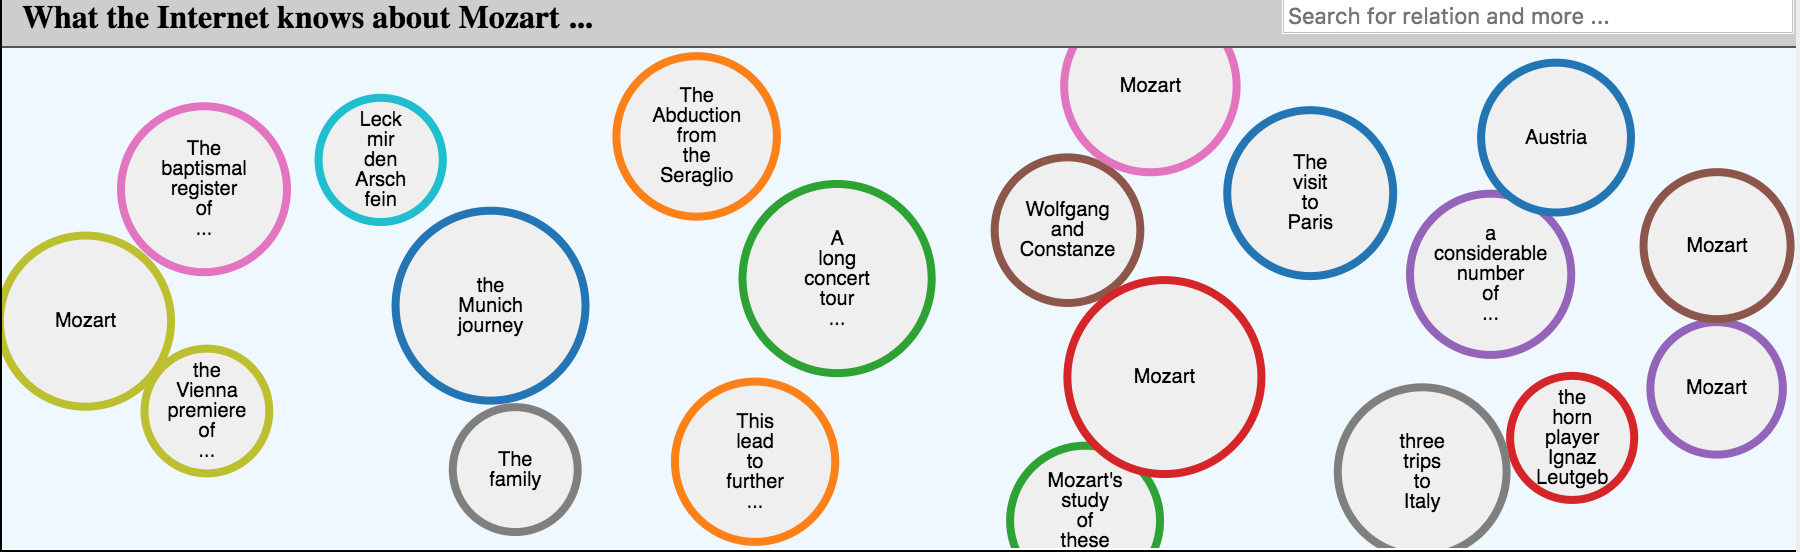 What the Internet knows about Mozart ...
Search for relation and more ...
The
baptismal
register
of
...
Leck
mir
den
Arsch
fein
The
Abduction
from
the
Seraglio
Mozart
Austria
The
visit
to
Paris
Wolfgang
and
Constanze
A
long
concert
tour
...
a
considerable
number
of
...
Mozart
Mozart
the
Munich
journey
Mozart
Mozart
the
Vienna
premiere
of
...
The
family
This
lead
to
further
...
Mozart's
study
of
these
three
trips
to
Italy
the
horn
player
Ignaz
Leutgeb